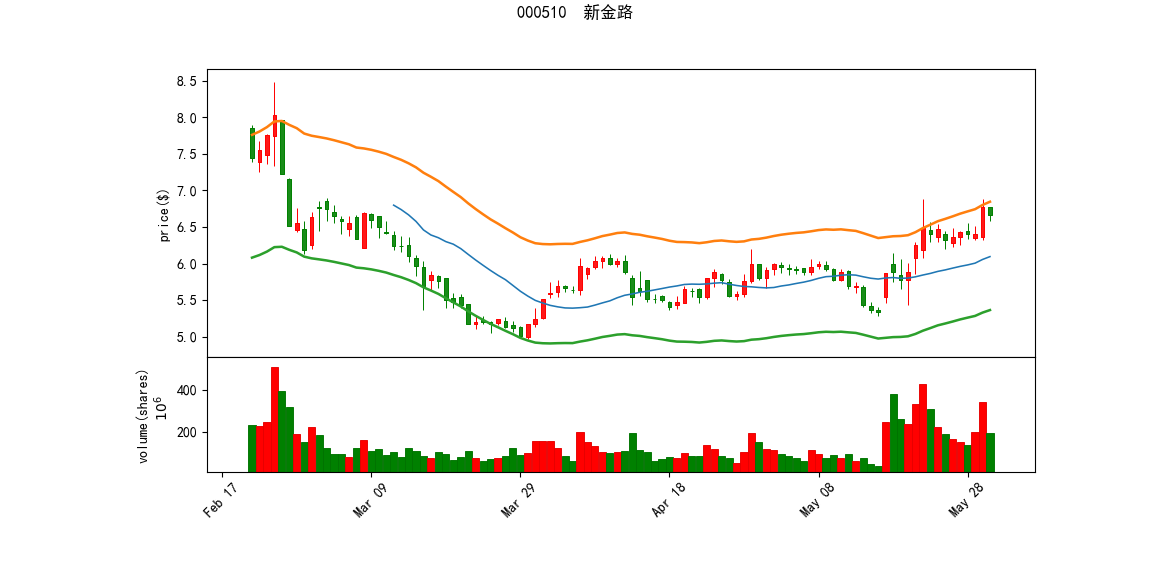 000510  新金路
price($)
8.5
8.0
7.5
7.0
6.5
6.0
5.5
5.0
volume(shares)
10^6
400
200
Feb 17
Mar 09
Mar 29
Apr 18
May 08
May 28